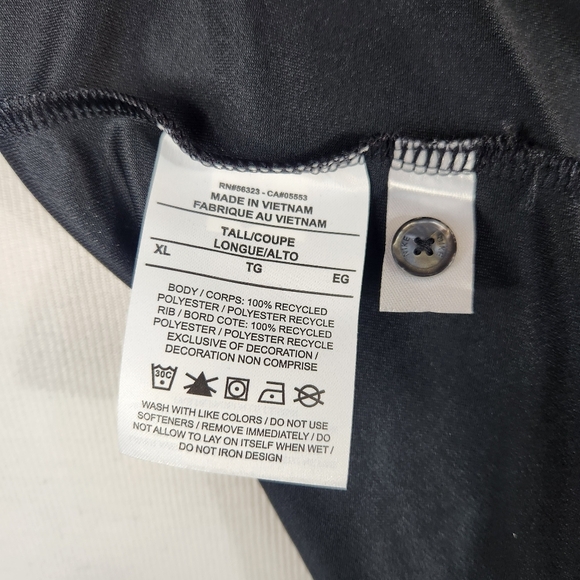 RN#56323 - CA#05553
MADE IN VIETNAM
FABRIQUE AU VIETNAM
TALL/COUPE
LONGUE/ALTO
XL TG EG
BODY / CORPS: 100% RECYCLED
POLYESTER / POLYESTER RECYCLE
RIB / BORD COTE: 100% RECYCLED
POLYESTER / POLYESTER RECYCLE
EXCLUSIVE OF DECORATION /
DECORATION NON COMPRISE
30C
WASH WITH LIKE COLORS / DO NOT USE
SOFTENERS / REMOVE IMMEDIATELY / DO
NOT ALLOW TO LAY ON ITSELF WHEN WET /
DO NOT IRON DESIGN